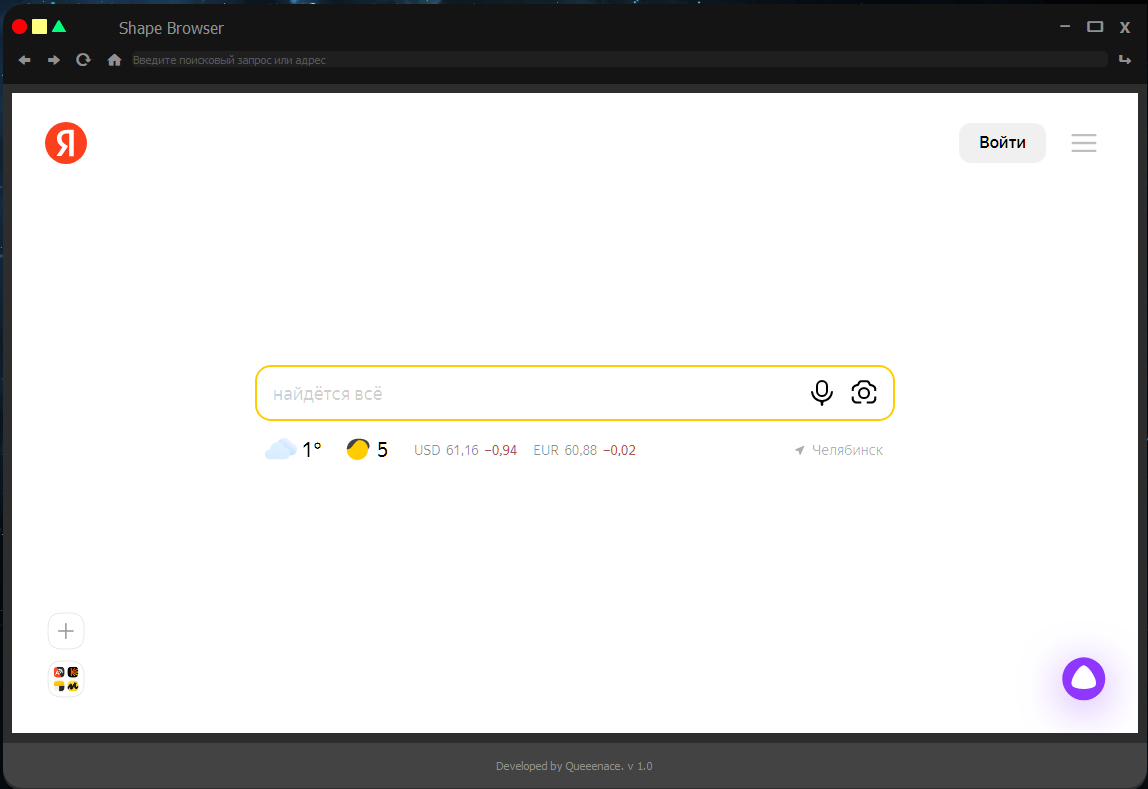 Shape Browser
X
Введите поисковый запрос или адрес
Я
Войти
найдётся всё
1° 5 USD 61,16 −0,94 EUR 60,88 −0,02 Челябинск
Developed by Queeenace. v 1.0